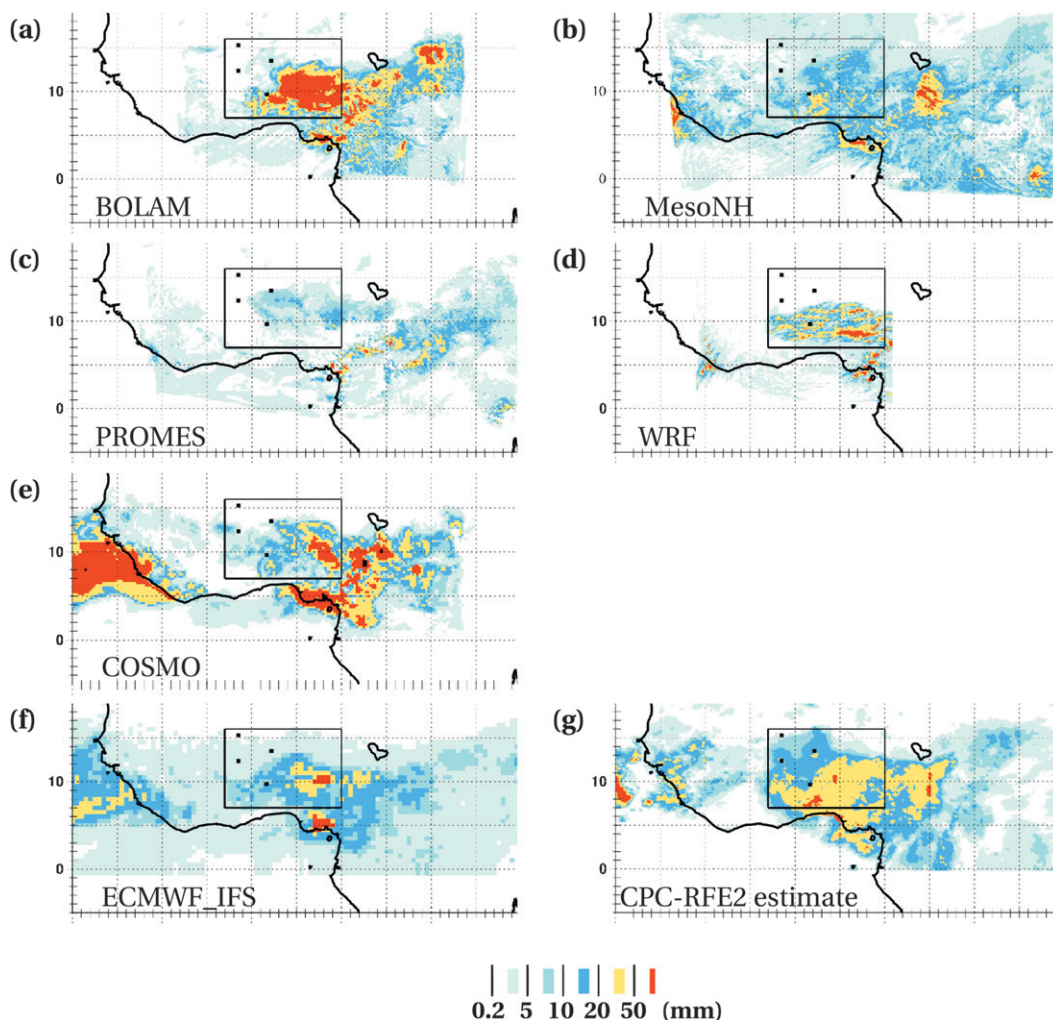 (a)
(b)
10
0
BOLAM
10
0
MesoNH
(c)
(d)
10
0
PROMES
10
0
WRF
(e)
10
0
COSMO
(f)
(g)
10
0
ECMWF_IFS
10
0
CPC-RFE2 estimate
0.2 5 10 20 50 (mm)